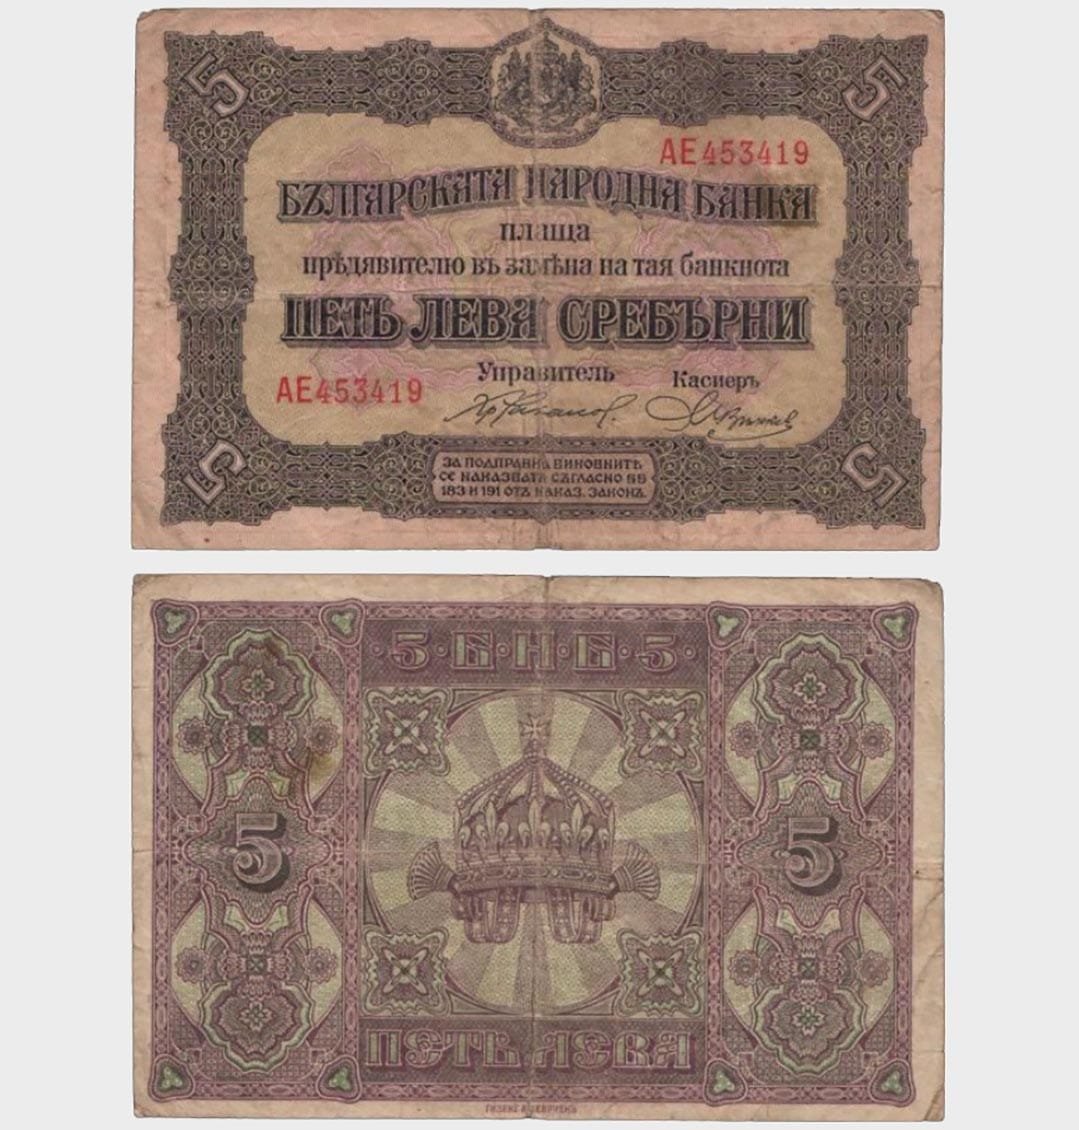 5 5
АЕ453419
БЪЛГАРСКАТА НАРОДНА БАНКА
плаща
прѣдявителю въ замѣна на тая банкнота
ПЕТЬ ЛЕВА СРЕБЪРНИ
Управитель Касиеръ
АЕ453419
5 5
ЗА ПОДПРАВКА ВИНОВНИТѢ
СЕ НАКАЗВАТЪ СЪГЛАСНО §§
183 И 191 ОТЪ НАКАЗ. ЗАКОНЪ.
5·Б·Н·Б·5·
5 5
ПЕТЬ ЛЕВА